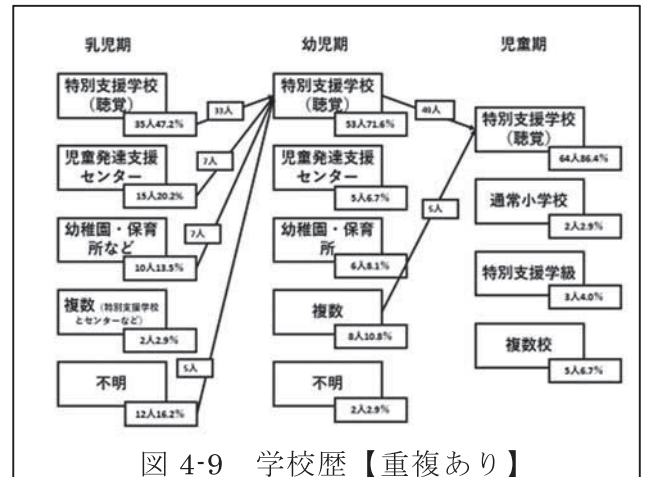 乳児期
特別支援学校
（聴覚）
35人47.2%
児童発達支援
センター
15人20.2%
幼稚園・保育
所など
10人13.5%
複数（特別支援学校
とセンターなど）
2人2.9%
不明
12人16.2%
33人
7人
7人
5人
幼児期
特別支援学校
（聴覚）
53人71.6%
児童発達支援
センター
5人6.7%
幼稚園・保育
所
6人8.1%
複数
8人10.8%
不明
2人2.9%
5人
児童期
特別支援学校
（聴覚）
64人86.4%
通常小学校
2人2.9%
特別支援学級
3人4.0%
複数校
5人6.7%
図 4-9 学校歴【重複あり】